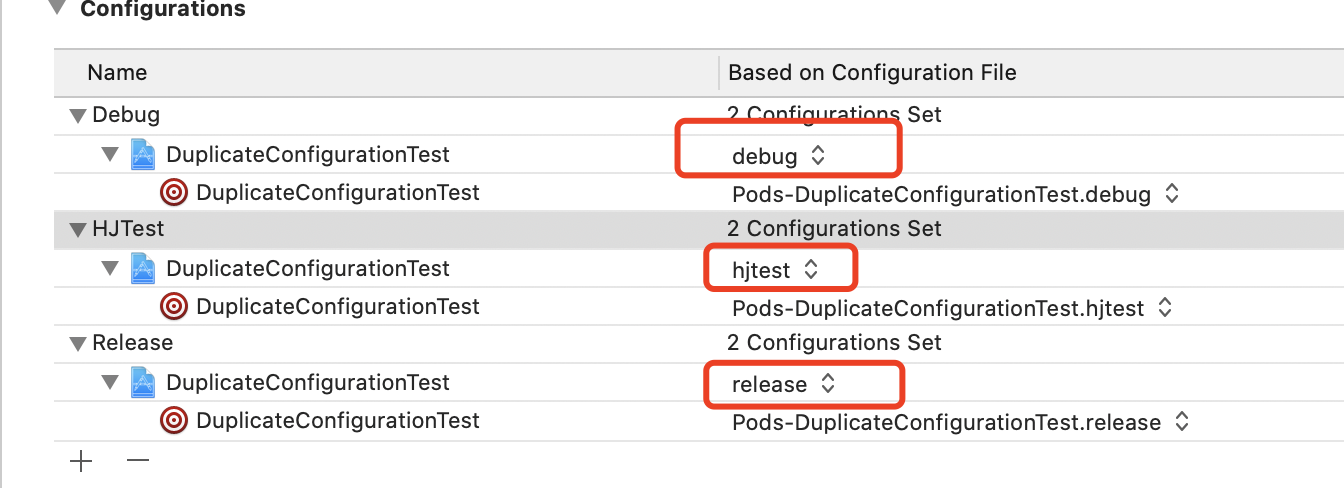 Configurations
Name Based on Configuration File
Debug 2 Configurations Set
DuplicateConfigurationTest debug
DuplicateConfigurationTest Pods-DuplicateConfigurationTest.debug
HJTest 2 Configurations Set
DuplicateConfigurationTest hjtest
DuplicateConfigurationTest Pods-DuplicateConfigurationTest.hjtest
Release 2 Configurations Set
DuplicateConfigurationTest release
DuplicateConfigurationTest Pods-DuplicateConfigurationTest.release